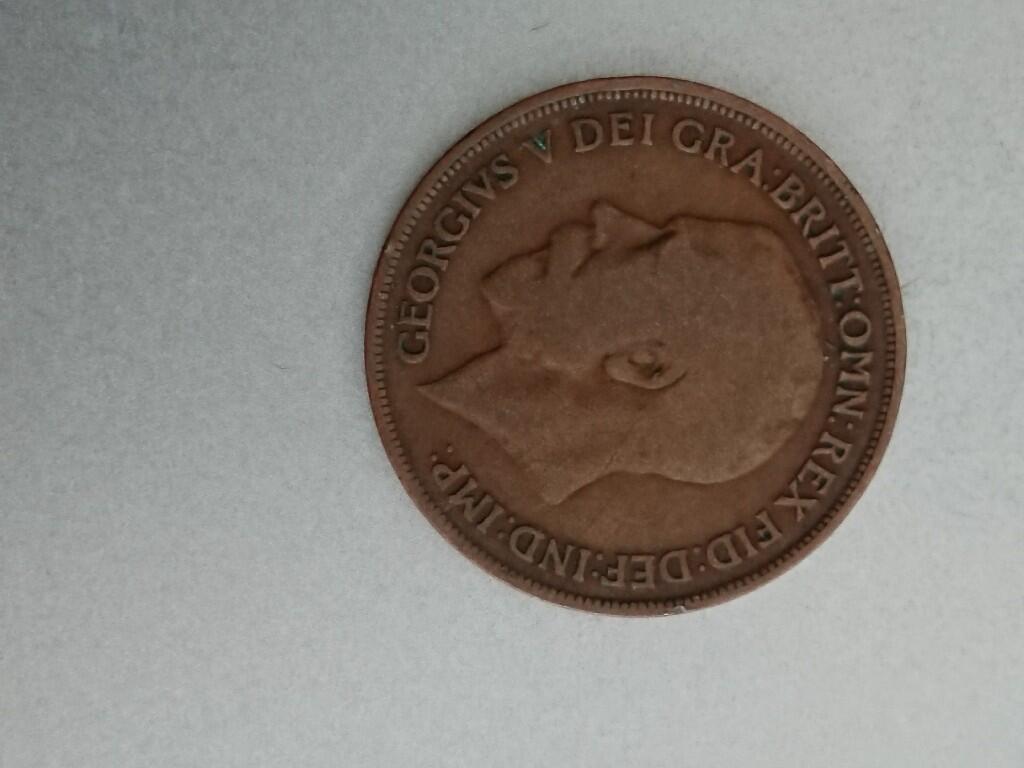 GEORGIVS V DEI GRA:BRITT:OMN:REX FID:DEF:IND:IMP.